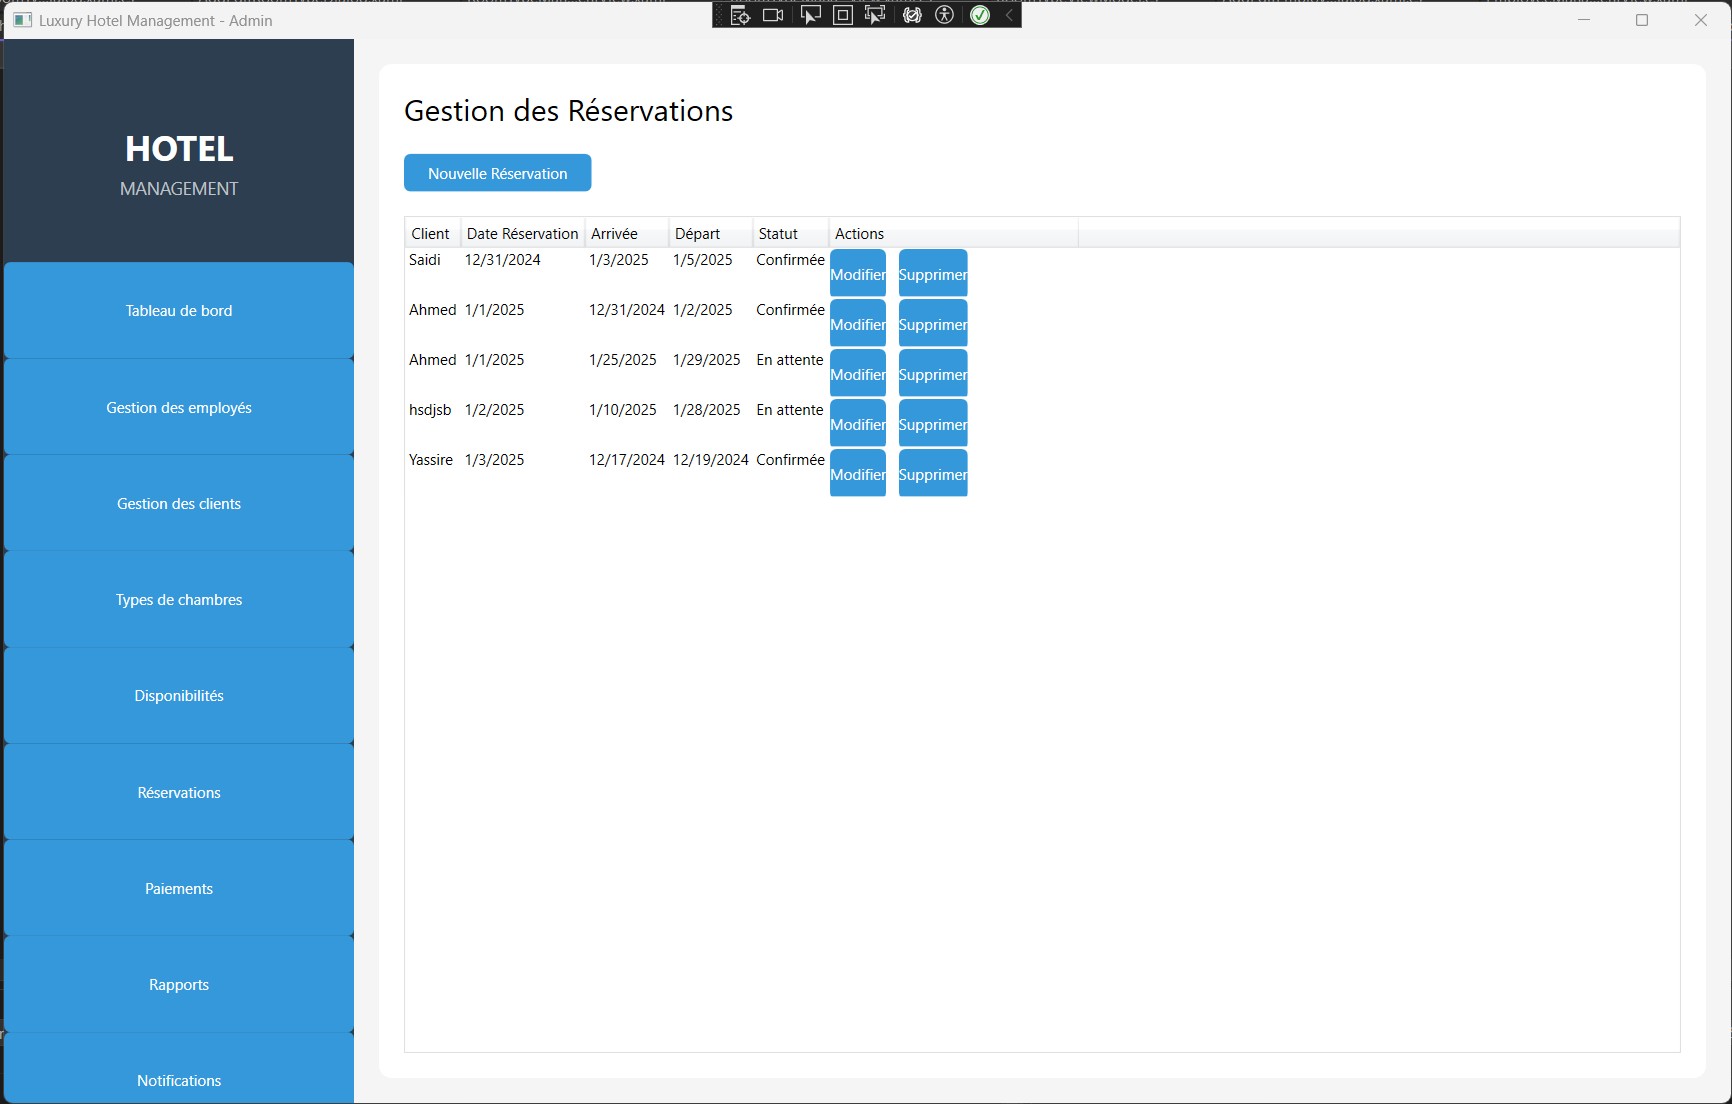 Luxury Hotel Management - Admin
HOTEL
MANAGEMENT
Tableau de bord
Gestion des employés
Gestion des clients
Types de chambres
Disponibilités
Réservations
Paiements
Rapports
Notifications
Gestion des Réservations
Nouvelle Réservation
Client Date Réservation Arrivée Départ Statut Actions
Saidi 12/31/2024 1/3/2025 1/5/2025 Confirmée Modifier Supprimer
Ahmed 1/1/2025 12/31/2024 1/2/2025 Confirmée Modifier Supprimer
Ahmed 1/1/2025 1/25/2025 1/29/2025 En attente Modifier Supprimer
hsdjsb 1/2/2025 1/10/2025 1/28/2025 En attente Modifier Supprimer
Yassire 1/3/2025 12/17/2024 12/19/2024 Confirmée Modifier Supprimer